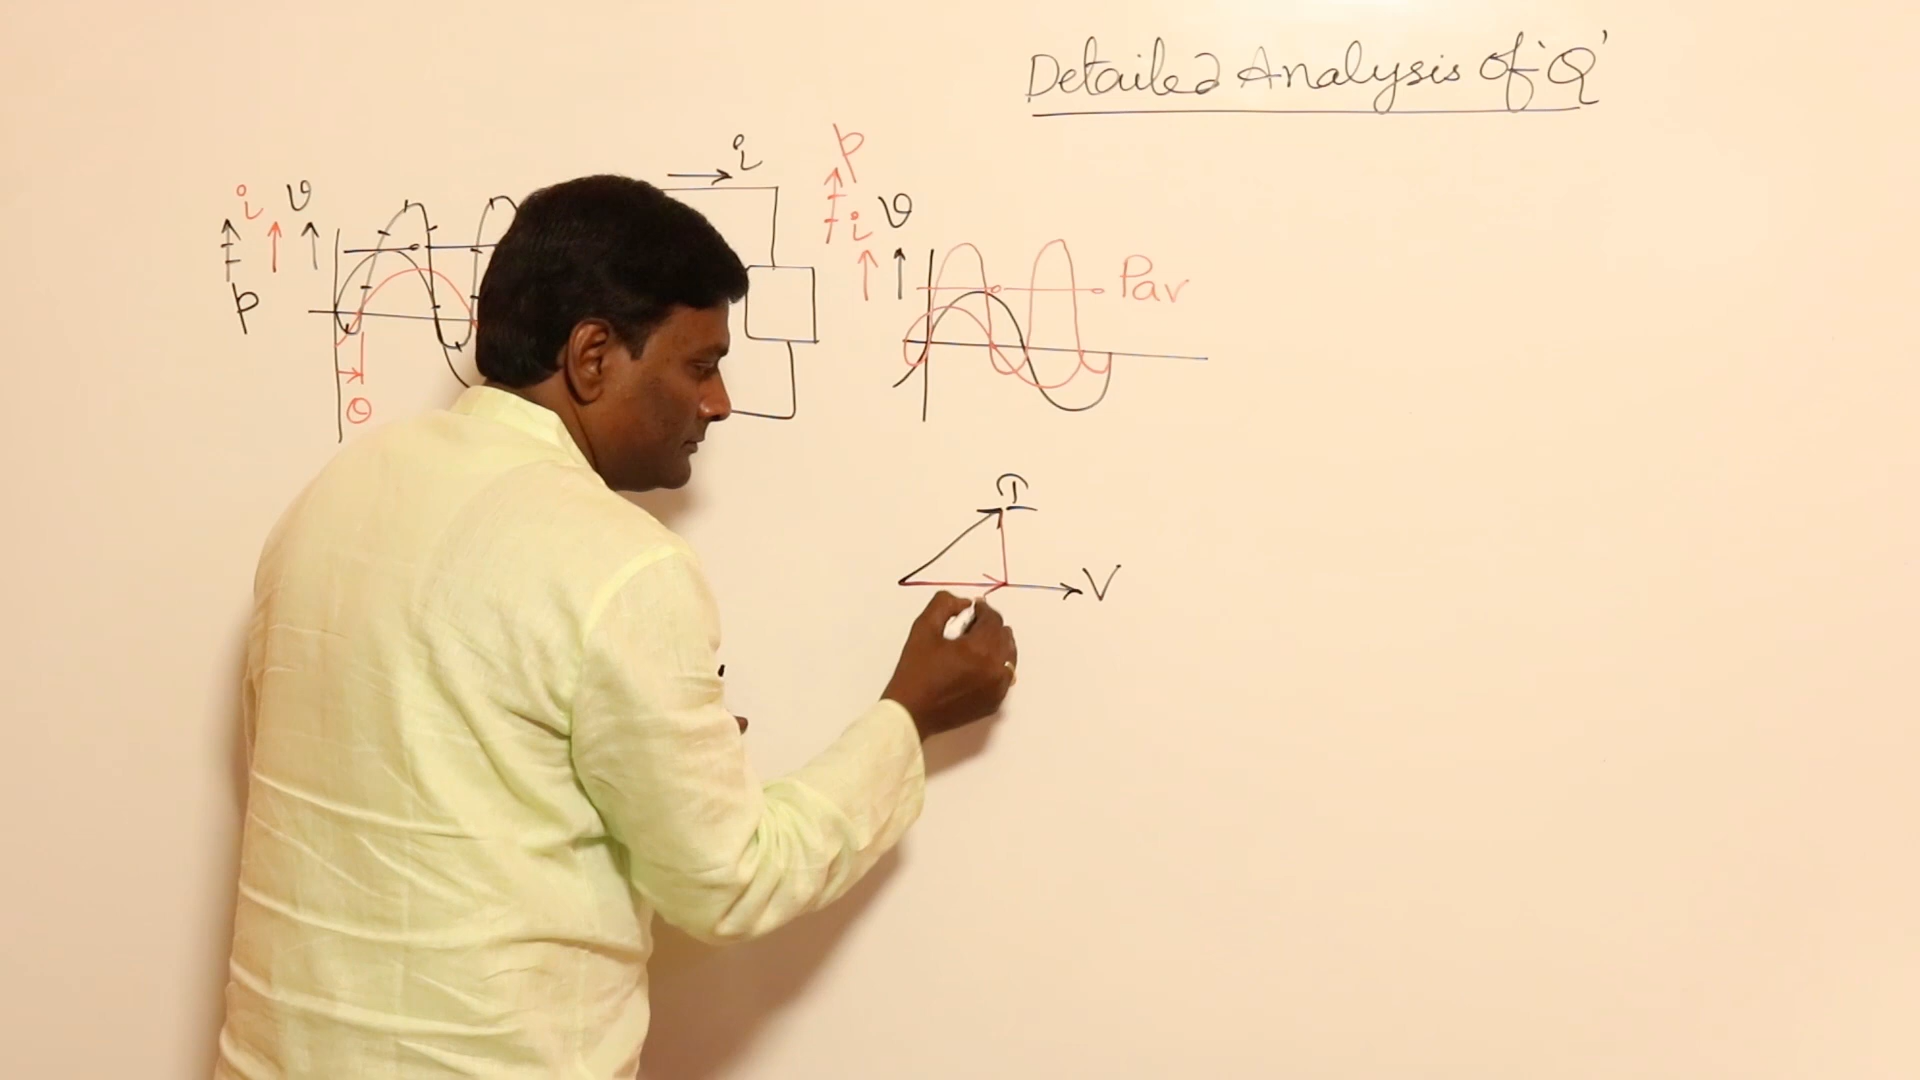 Detailed Analysis of 'Q'
i
p
i v
i v
p
Pav
θ
I
V